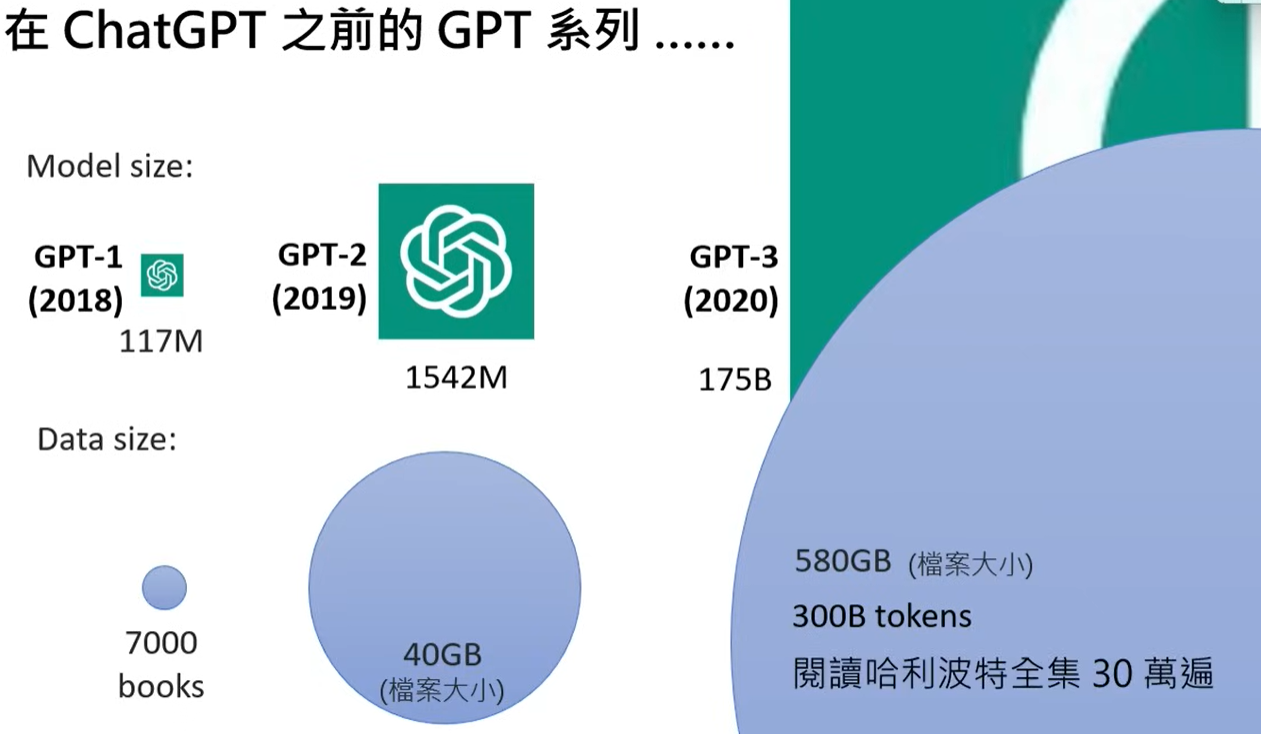 在 ChatGPT 之前的 GPT 系列 ......
Model size:
GPT-1
(2018)
117M
GPT-2
(2019)
1542M
GPT-3
(2020)
175B
Data size:
7000
books
40GB
(檔案大小)
580GB (檔案大小)
300B tokens
閱讀哈利波特全集 30 萬遍